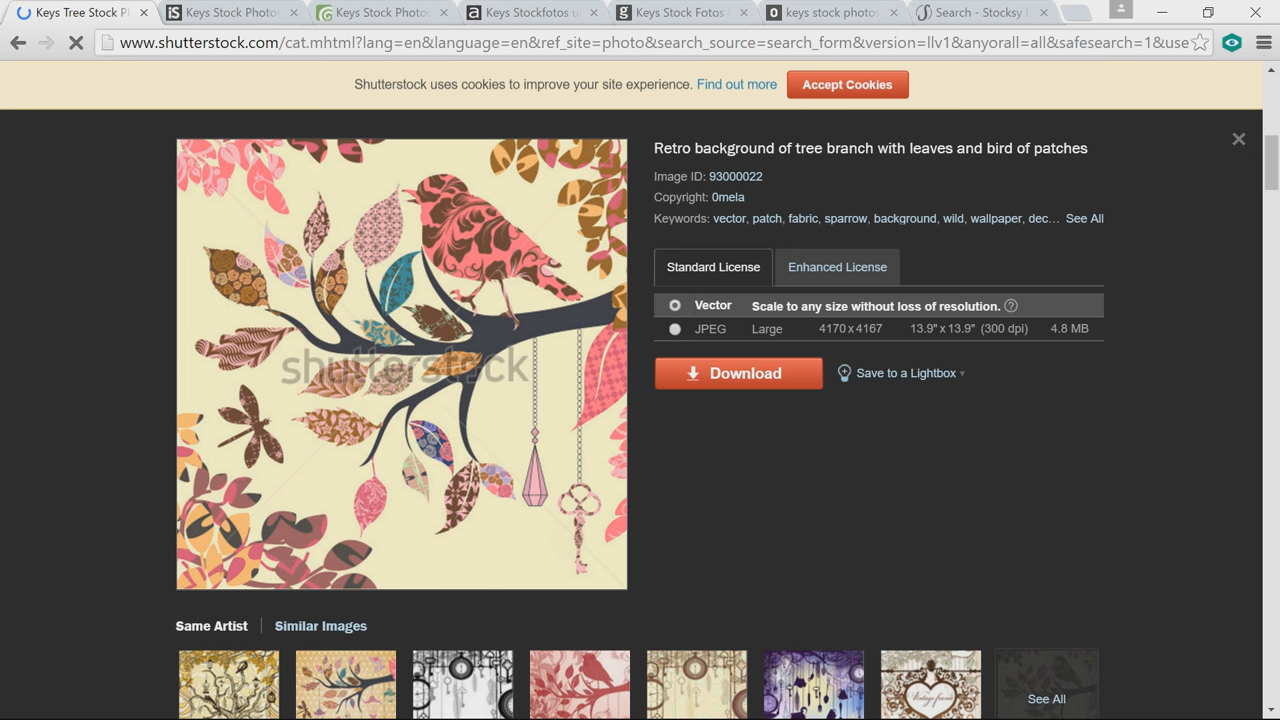 Keys Tree Stock P
Keys Stock Photos
Keys Stock Photos
Keys Stockfotos u
Keys Stock Fotos
keys stock photos
Search - Stocksy
www.shutterstock.com/cat.mhtml?lang=en&language=en&ref_site=photo&search_source=search_form&version=llv1&anyorall=all&safesearch=1&use
Shutterstock uses cookies to improve your site experience. Find out more Accept Cookies
Retro background of tree branch with leaves and bird of patches
Image ID: 93000022
Copyright: 0mela
Keywords: vector, patch, fabric, sparrow, background, wild, wallpaper, dec... See All
Standard License Enhanced License
Vector Scale to any size without loss of resolution. ?
JPEG Large 4170 x 4167 13.9" x 13.9" (300 dpi) 4.8 MB
Download Save to a Lightbox
shutterstock
Same Artist | Similar Images
See All